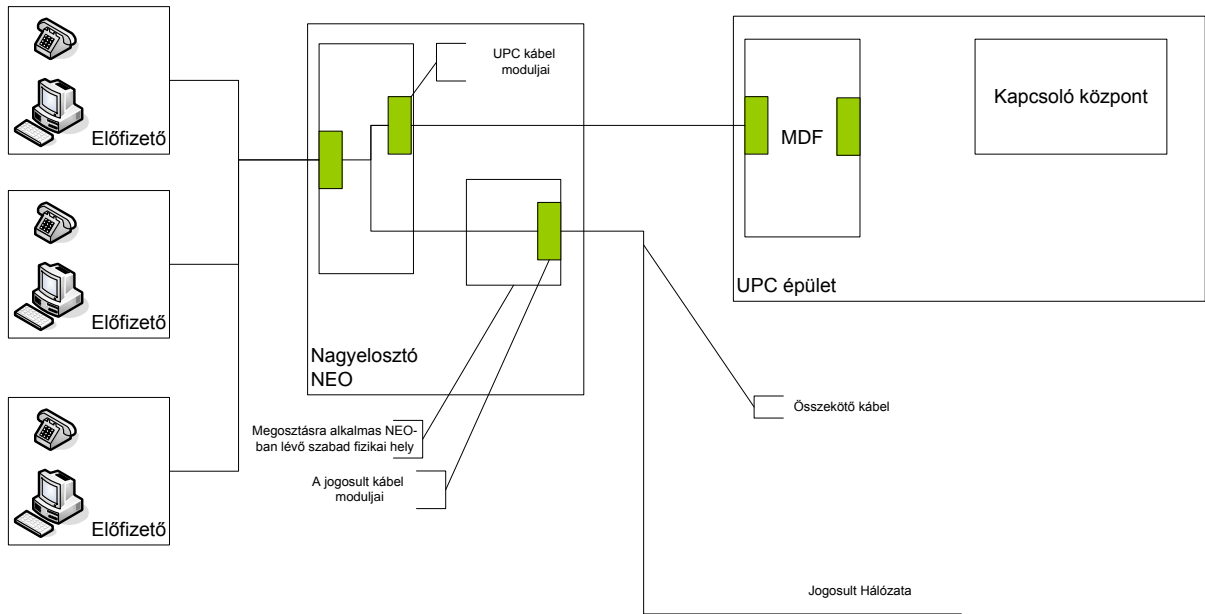 Előfizető
Előfizető
Előfizető
Nagyelosztó
NEO
UPC kábel
moduljai
MDF
Kapcsoló központ
UPC épület
Megosztásra alkalmas NEO-
ban lévő szabad fizikai hely
A jogosult kábel
moduljai
Összekötő kábel
Jogosult Hálózata